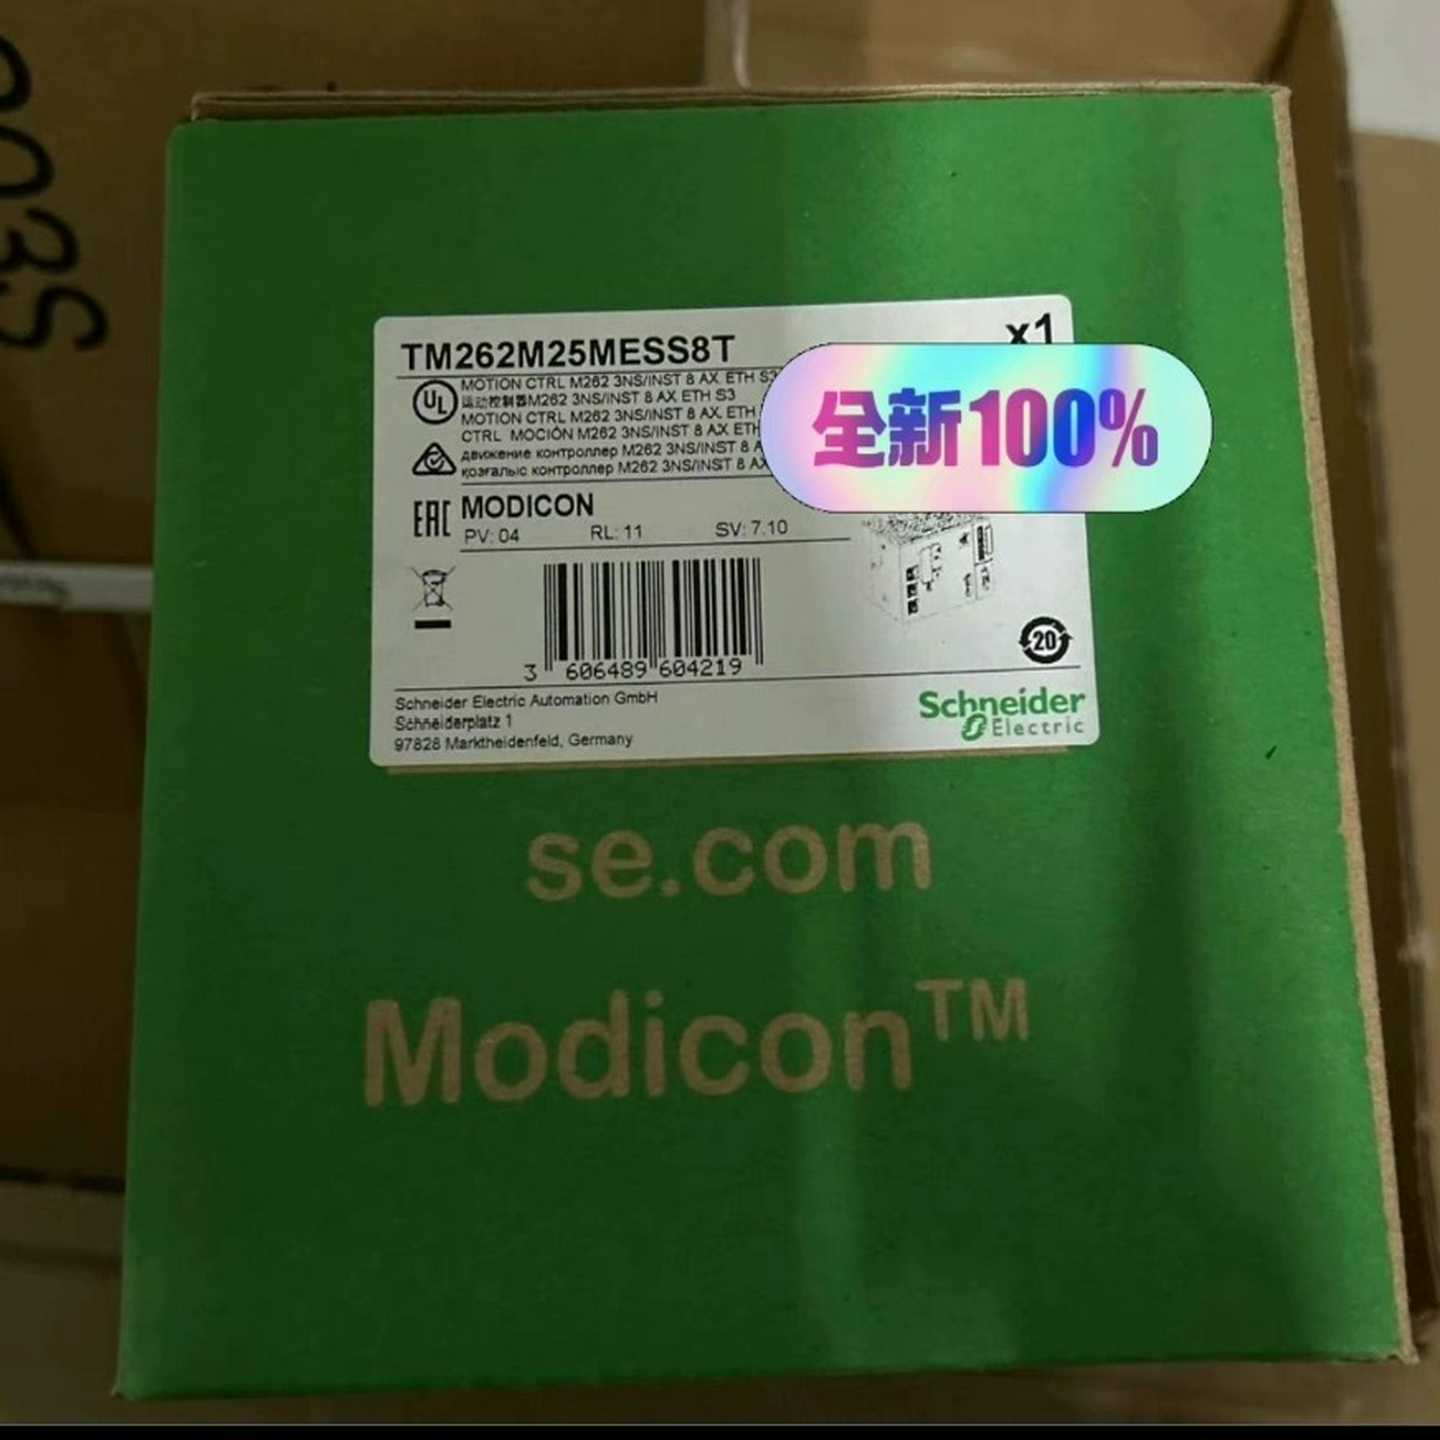 TM262M25MESS8T
x1
MOTION CTRL M262 3NS/INST 8 AX, ETH S3
运动控制器M262 3NS/INST 8 AX ETH S3
MOTION CTRL M262 3NS/INST 8 AX, ETH
CTRL MOCIÓN M262 3NS/INST 8 AX ETH
движение контроллер M262 3NS/INST 8 A
қозғалыс контроллер M262 3NS/INST 8 AX
UL
全新100%
EAC
MODICON
PV: 04 RL: 11 SV: 7.10
3 606489 604219
20
Schneider Electric Automation GmbH
Schneiderplatz 1
97828 Marktheidenfeld, Germany
Schneider
Electric
se.com
Modicon™